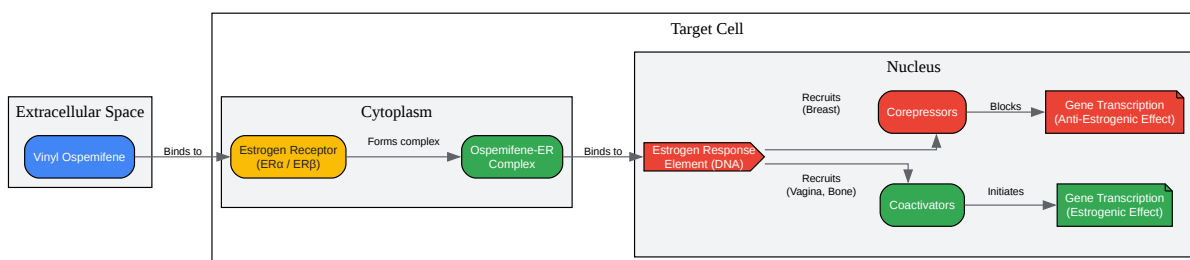 Target Cell
Extracellular Space
Vinyl Ospemifene
Binds to
Cytoplasm
Estrogen Receptor
(ERα / ERβ)
Forms complex
Ospemifene-ER
Complex
Binds to
Nucleus
Estrogen Response
Element (DNA)
Recruits
(Breast)
Corepressors
Blocks
Gene Transcription
(Anti-Estrogenic Effect)
Recruits
(Vagina, Bone)
Coactivators
Initiates
Gene Transcription
(Estrogenic Effect)